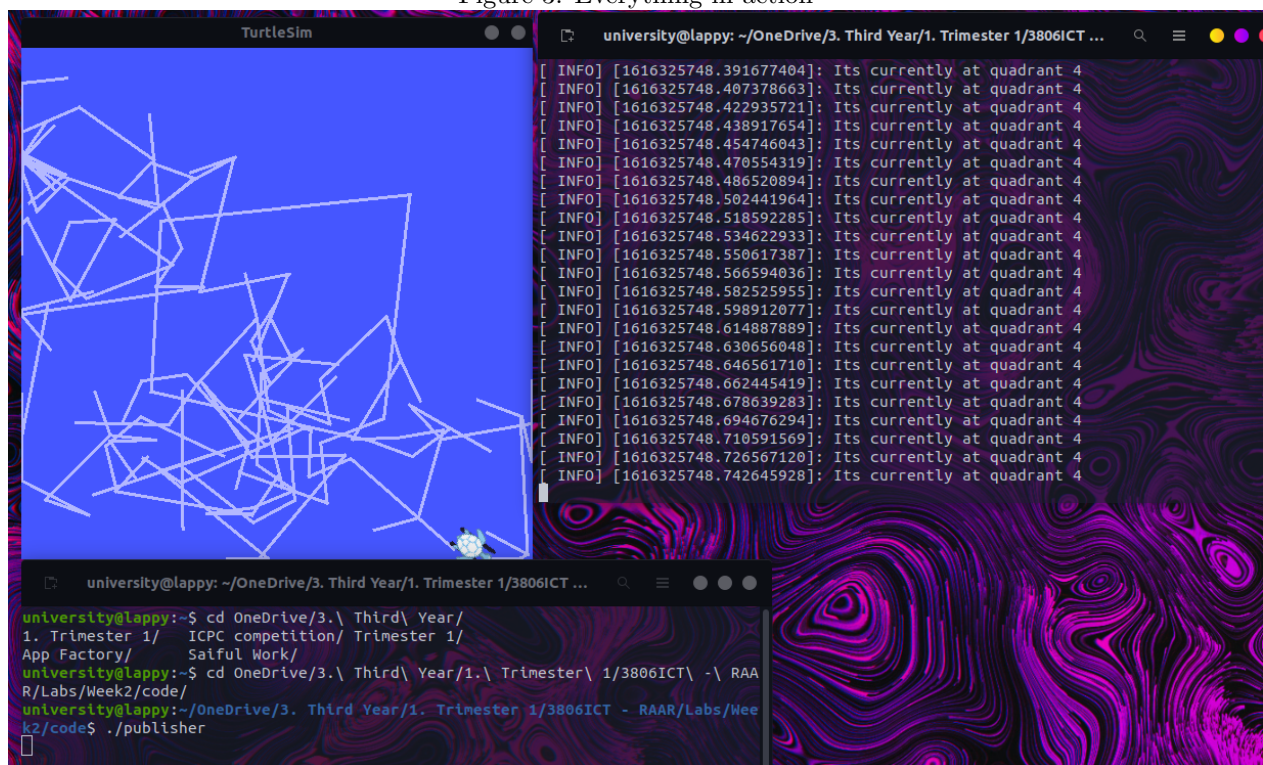 Figure 3: Everything in action
TurtleSim
university@lappy: ~/OneDrive/3. Third Year/1. Trimester 1/3806ICT ...
[ INFO] [1616325748.391677404]: Its currently at quadrant 4
[ INFO] [1616325748.407378663]: Its currently at quadrant 4
[ INFO] [1616325748.422935721]: Its currently at quadrant 4
[ INFO] [1616325748.438917654]: Its currently at quadrant 4
[ INFO] [1616325748.454746043]: Its currently at quadrant 4
[ INFO] [1616325748.470554319]: Its currently at quadrant 4
[ INFO] [1616325748.486520894]: Its currently at quadrant 4
[ INFO] [1616325748.502441964]: Its currently at quadrant 4
[ INFO] [1616325748.518592285]: Its currently at quadrant 4
[ INFO] [1616325748.534622933]: Its currently at quadrant 4
[ INFO] [1616325748.550617387]: Its currently at quadrant 4
[ INFO] [1616325748.566594036]: Its currently at quadrant 4
[ INFO] [1616325748.582525955]: Its currently at quadrant 4
[ INFO] [1616325748.598912077]: Its currently at quadrant 4
[ INFO] [1616325748.614887889]: Its currently at quadrant 4
[ INFO] [1616325748.630656048]: Its currently at quadrant 4
[ INFO] [1616325748.646561710]: Its currently at quadrant 4
[ INFO] [1616325748.662445419]: Its currently at quadrant 4
[ INFO] [1616325748.678639283]: Its currently at quadrant 4
[ INFO] [1616325748.694676294]: Its currently at quadrant 4
[ INFO] [1616325748.710591569]: Its currently at quadrant 4
[ INFO] [1616325748.726567120]: Its currently at quadrant 4
[ INFO] [1616325748.742645928]: Its currently at quadrant 4
university@lappy: ~/OneDrive/3. Third Year/1. Trimester 1/3806ICT ...
university@lappy:~$ cd OneDrive/3.\ Third\ Year/
1. Trimester 1/ ICPC competition/ Trimester 1/
App Factory/ Saiful Work/
university@lappy:~$ cd OneDrive/3.\ Third\ Year/1.\ Trimester\ 1/3806ICT\ -\ RAA
R/Labs/Week2/code/
university@lappy:~/OneDrive/3. Third Year/1. Trimester 1/3806ICT - RAAR/Labs/Wee
k2/code$ ./publisher